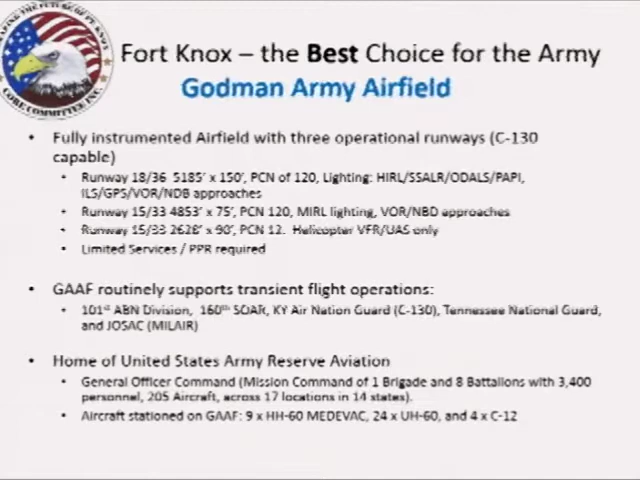 Fort Knox – the Best Choice for the Army
Godman Army Airfield
• Fully instrumented Airfield with three operational runways (C-130
capable)
• Runway 18/36 5185' x 150', PCN of 120, Lighting: HIRL/SSALR/ODALS/PAPI,
ILS/GPS/VOR/NDB approaches
• Runway 15/33 4853' x 75', PCN 120, MIRL lighting, VOR/NBD approaches
• Runway 15/33 2628' x 90', PCN 12. Helicopter VFR/UAS only
• Limited Services / PPR required
• GAAF routinely supports transient flight operations:
• 101st ABN Division, 160th SOAR, KY Air Nation Guard (C-130), Tennessee National Guard,
and JOSAC (MILAIR)
• Home of United States Army Reserve Aviation
• General Officer Command (Mission Command of 1 Brigade and 8 Battalions with 3,400
personnel, 205 Aircraft, across 17 locations in 14 states).
• Aircraft stationed on GAAF: 9 x HH-60 MEDEVAC, 24 x UH-60, and 4 x C-12
CORE COMMITTEE INC.